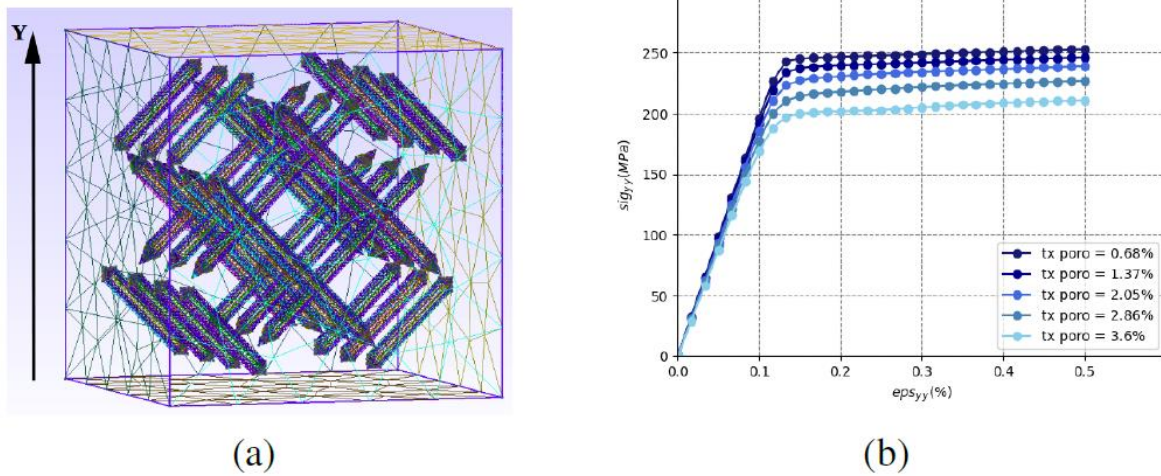 Y
(a)
250
200
150
100
50
0
sig_yy(MPa)
0.0 0.1 0.2 0.3 0.4 0.5
eps_yy(%)
tx poro = 0.68%
tx poro = 1.37%
tx poro = 2.05%
tx poro = 2.86%
tx poro = 3.6%
(b)